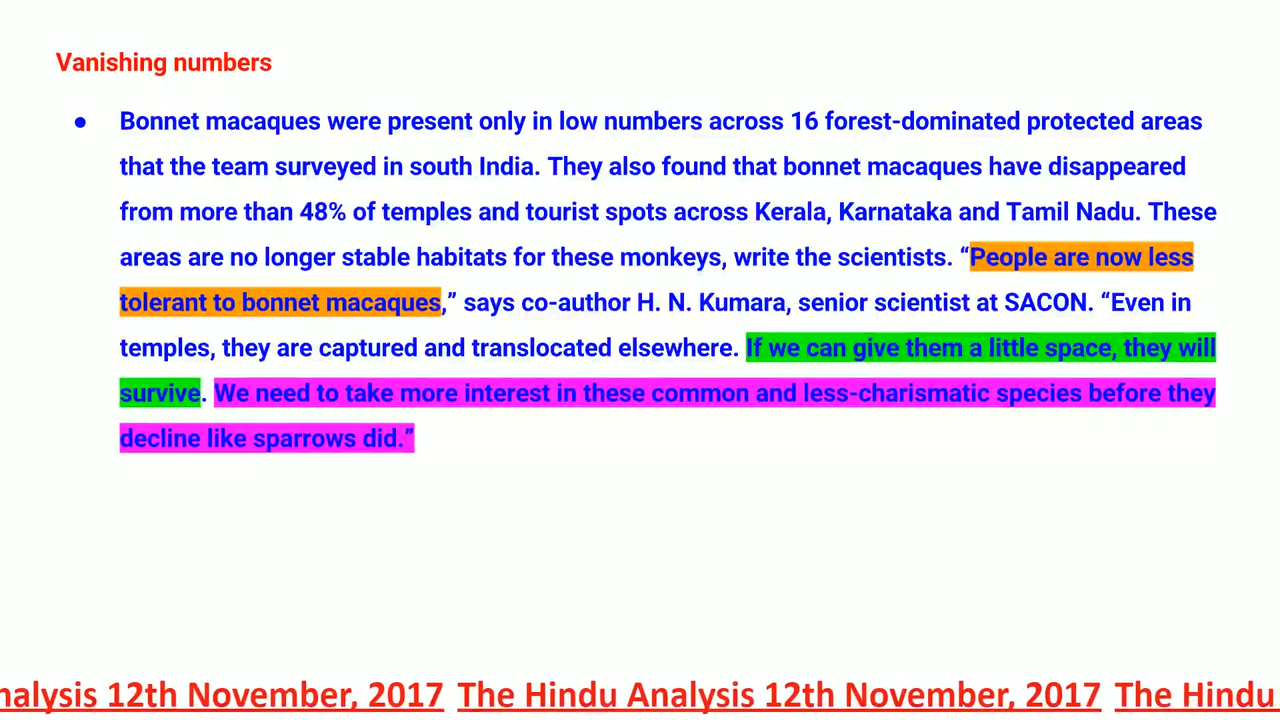 Vanishing numbers
● Bonnet macaques were present only in low numbers across 16 forest-dominated protected areas
that the team surveyed in south India. They also found that bonnet macaques have disappeared
from more than 48% of temples and tourist spots across Kerala, Karnataka and Tamil Nadu. These
areas are no longer stable habitats for these monkeys, write the scientists. “People are now less
tolerant to bonnet macaques,” says co-author H. N. Kumara, senior scientist at SACON. “Even in
temples, they are captured and translocated elsewhere. If we can give them a little space, they will
survive. We need to take more interest in these common and less-charismatic species before they
decline like sparrows did.”
nalysis 12th November, 2017 The Hindu Analysis 12th November, 2017 The Hindu